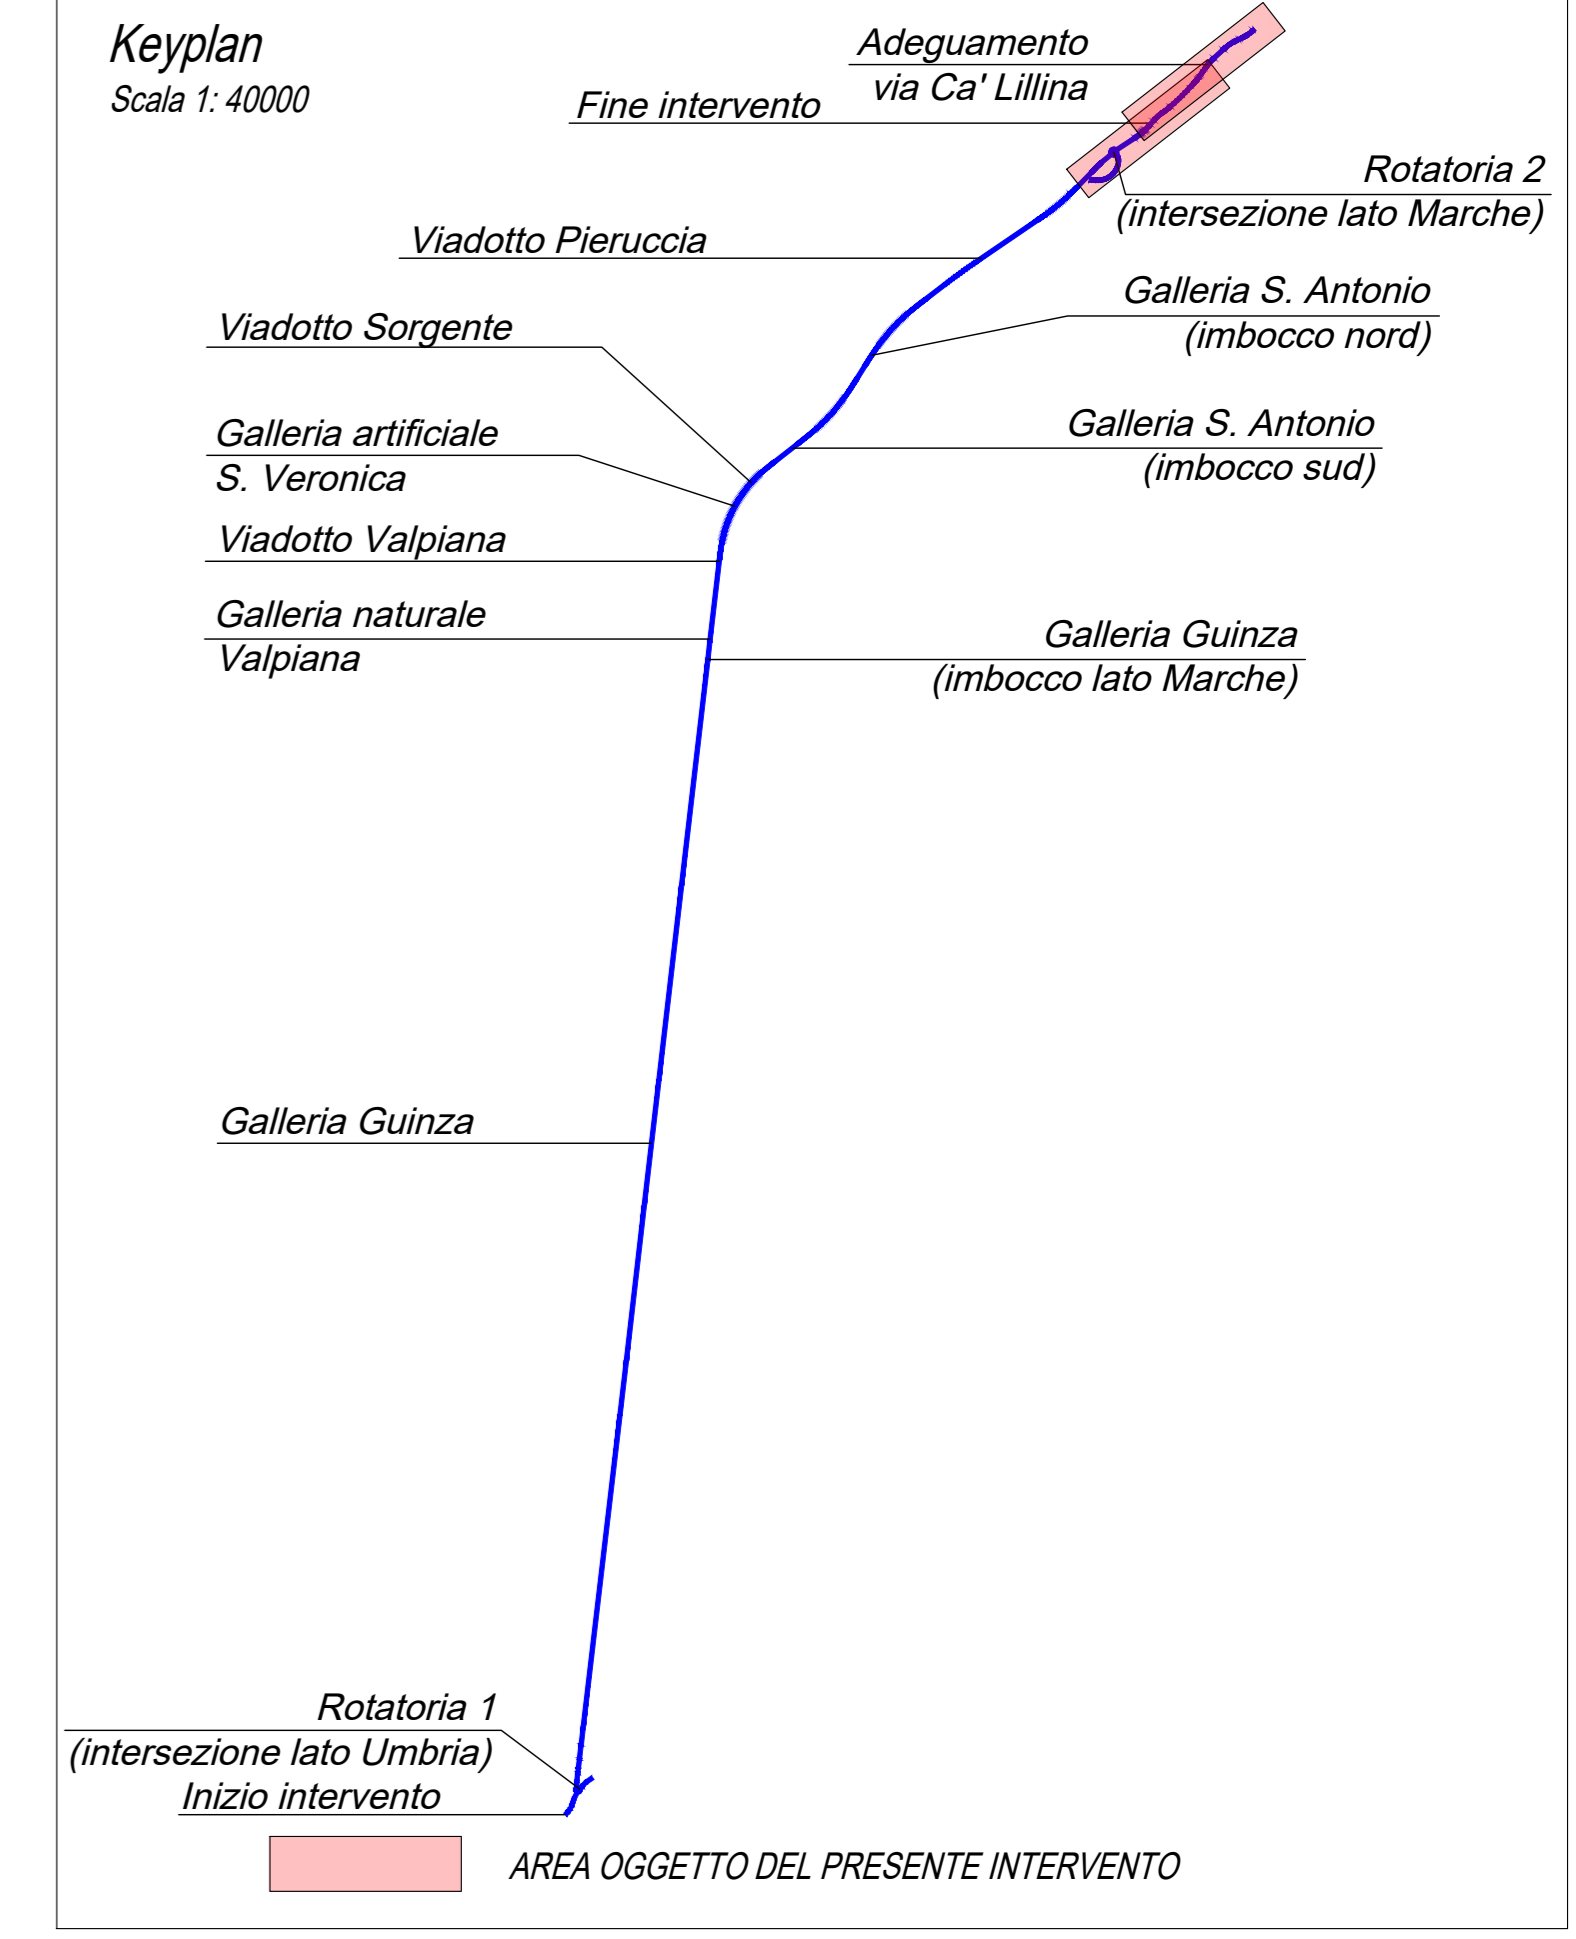 Keyplan
Scala 1: 40000
Adeguamento
via Ca' Lillina
Fine intervento
Rotatoria 2
(intersezione lato Marche)
Viadotto Pieruccia
Galleria S. Antonio
(imbocco nord)
Viadotto Sorgente
Galleria S. Antonio
(imbocco sud)
Galleria artificiale
S. Veronica
Viadotto Valpiana
Galleria naturale
Valpiana
Galleria Guinza
(imbocco lato Marche)
Galleria Guinza
Rotatoria 1
(intersezione lato Umbria)
Inizio intervento
AREA OGGETTO DEL PRESENTE INTERVENTO